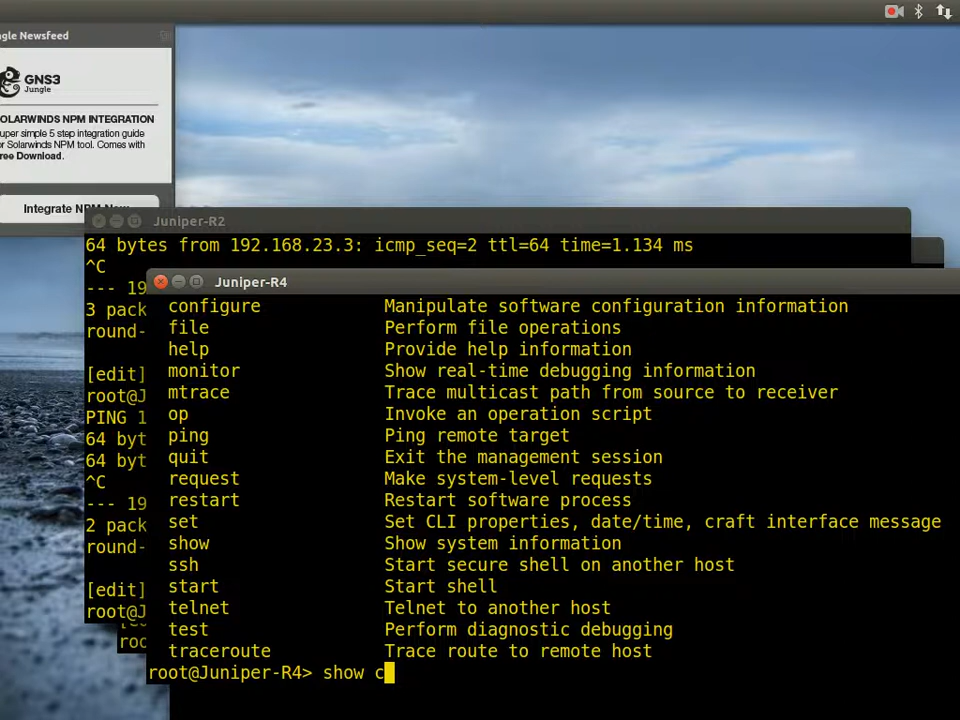 gle Newsfeed
GNS3
Jungle
OLARWINDS NPM INTEGRATION
uper simple 5 step integration guide
or Solarwinds NPM tool. Comes with
ree Download.
Integrate NPM Now
Juniper-R2
64 bytes from 192.168.23.3: icmp_seq=2 ttl=64 time=1.134 ms
^C
--- 19
3 pack
round-
[edit]
root@J
PING 1
64 byt
64 byt
^C
--- 19
2 pack
round-
[edit]
root@J
roo
Juniper-R4
configure Manipulate software configuration information
file Perform file operations
help Provide help information
monitor Show real-time debugging information
mtrace Trace multicast path from source to receiver
op Invoke an operation script
ping Ping remote target
quit Exit the management session
request Make system-level requests
restart Restart software process
set Set CLI properties, date/time, craft interface message
show Show system information
ssh Start secure shell on another host
start Start shell
telnet Telnet to another host
test Perform diagnostic debugging
traceroute Trace route to remote host
root@Juniper-R4> show c